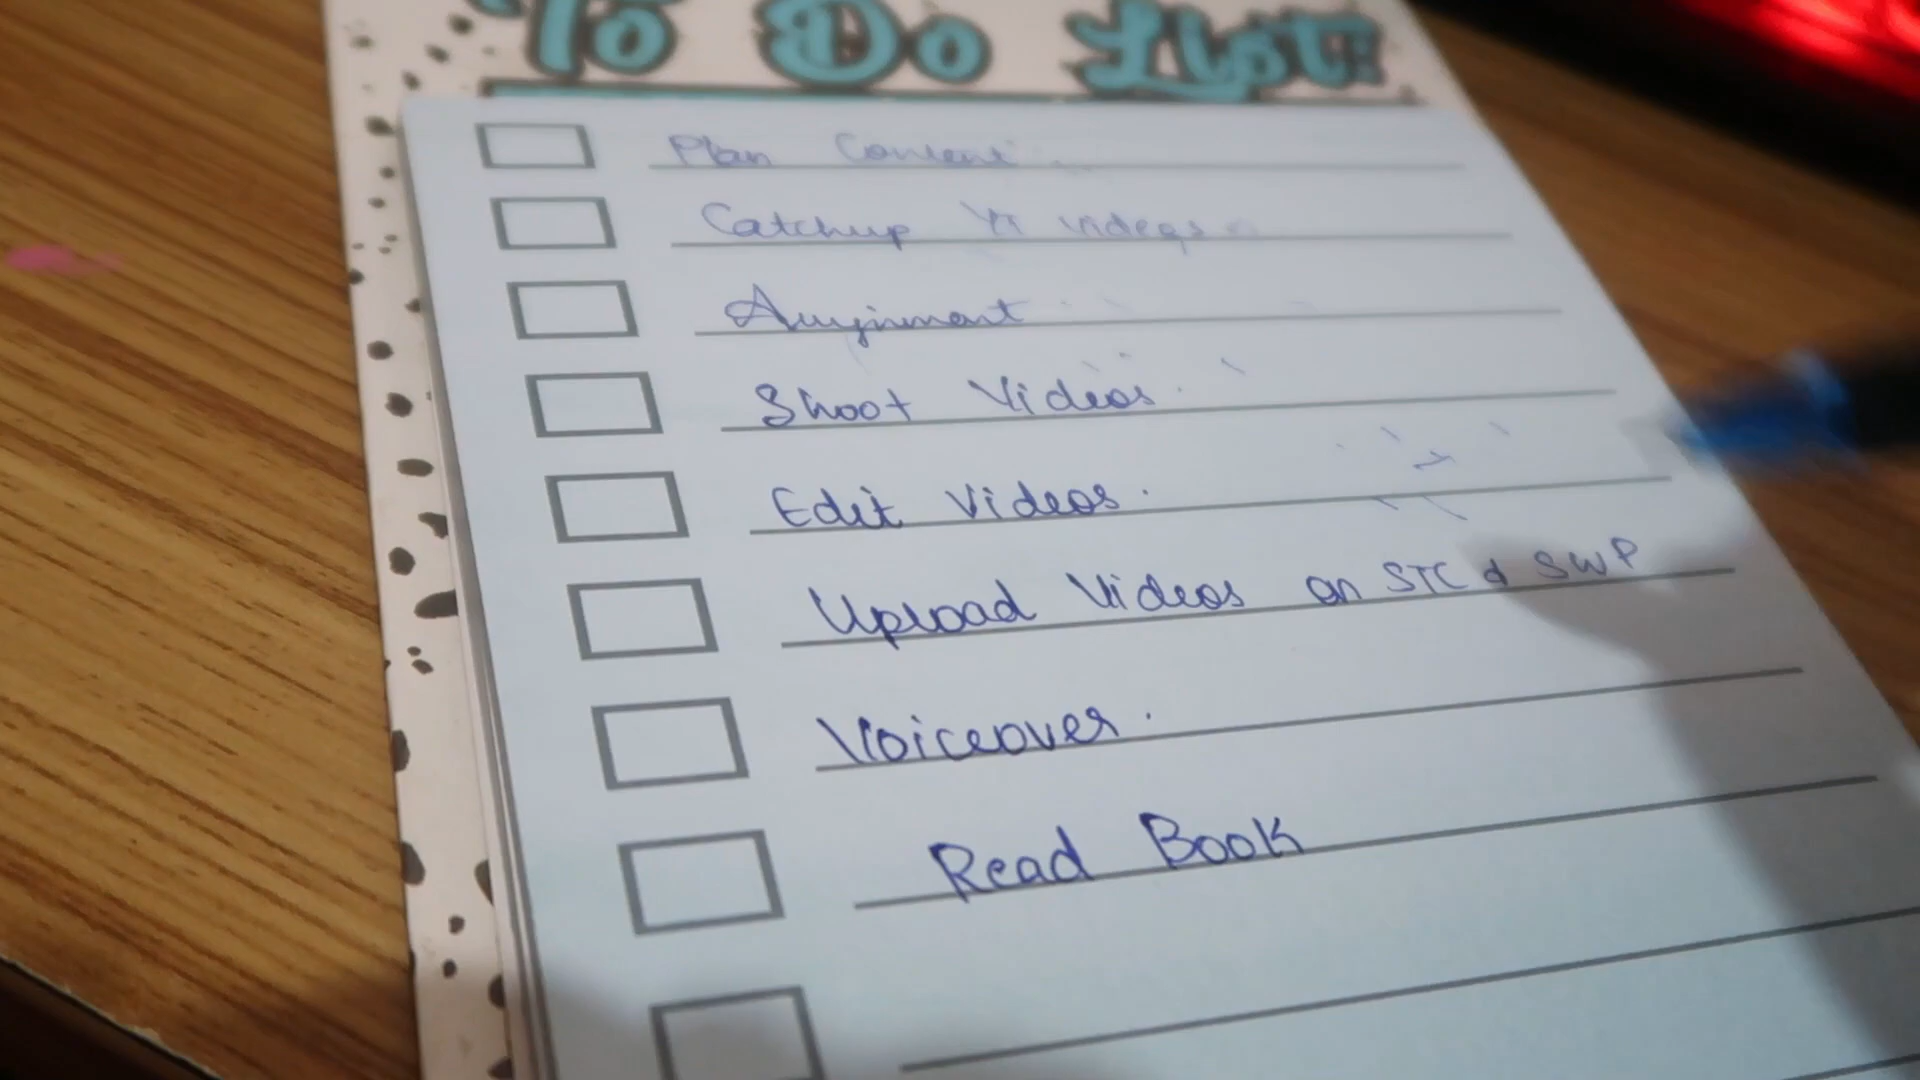 To Do List!
Plan Content.
Catchup Yt Videos
Assignment
Shoot Videos.
Edit Videos.
Upload Videos on STC & SWP
Voiceover.
Read Book